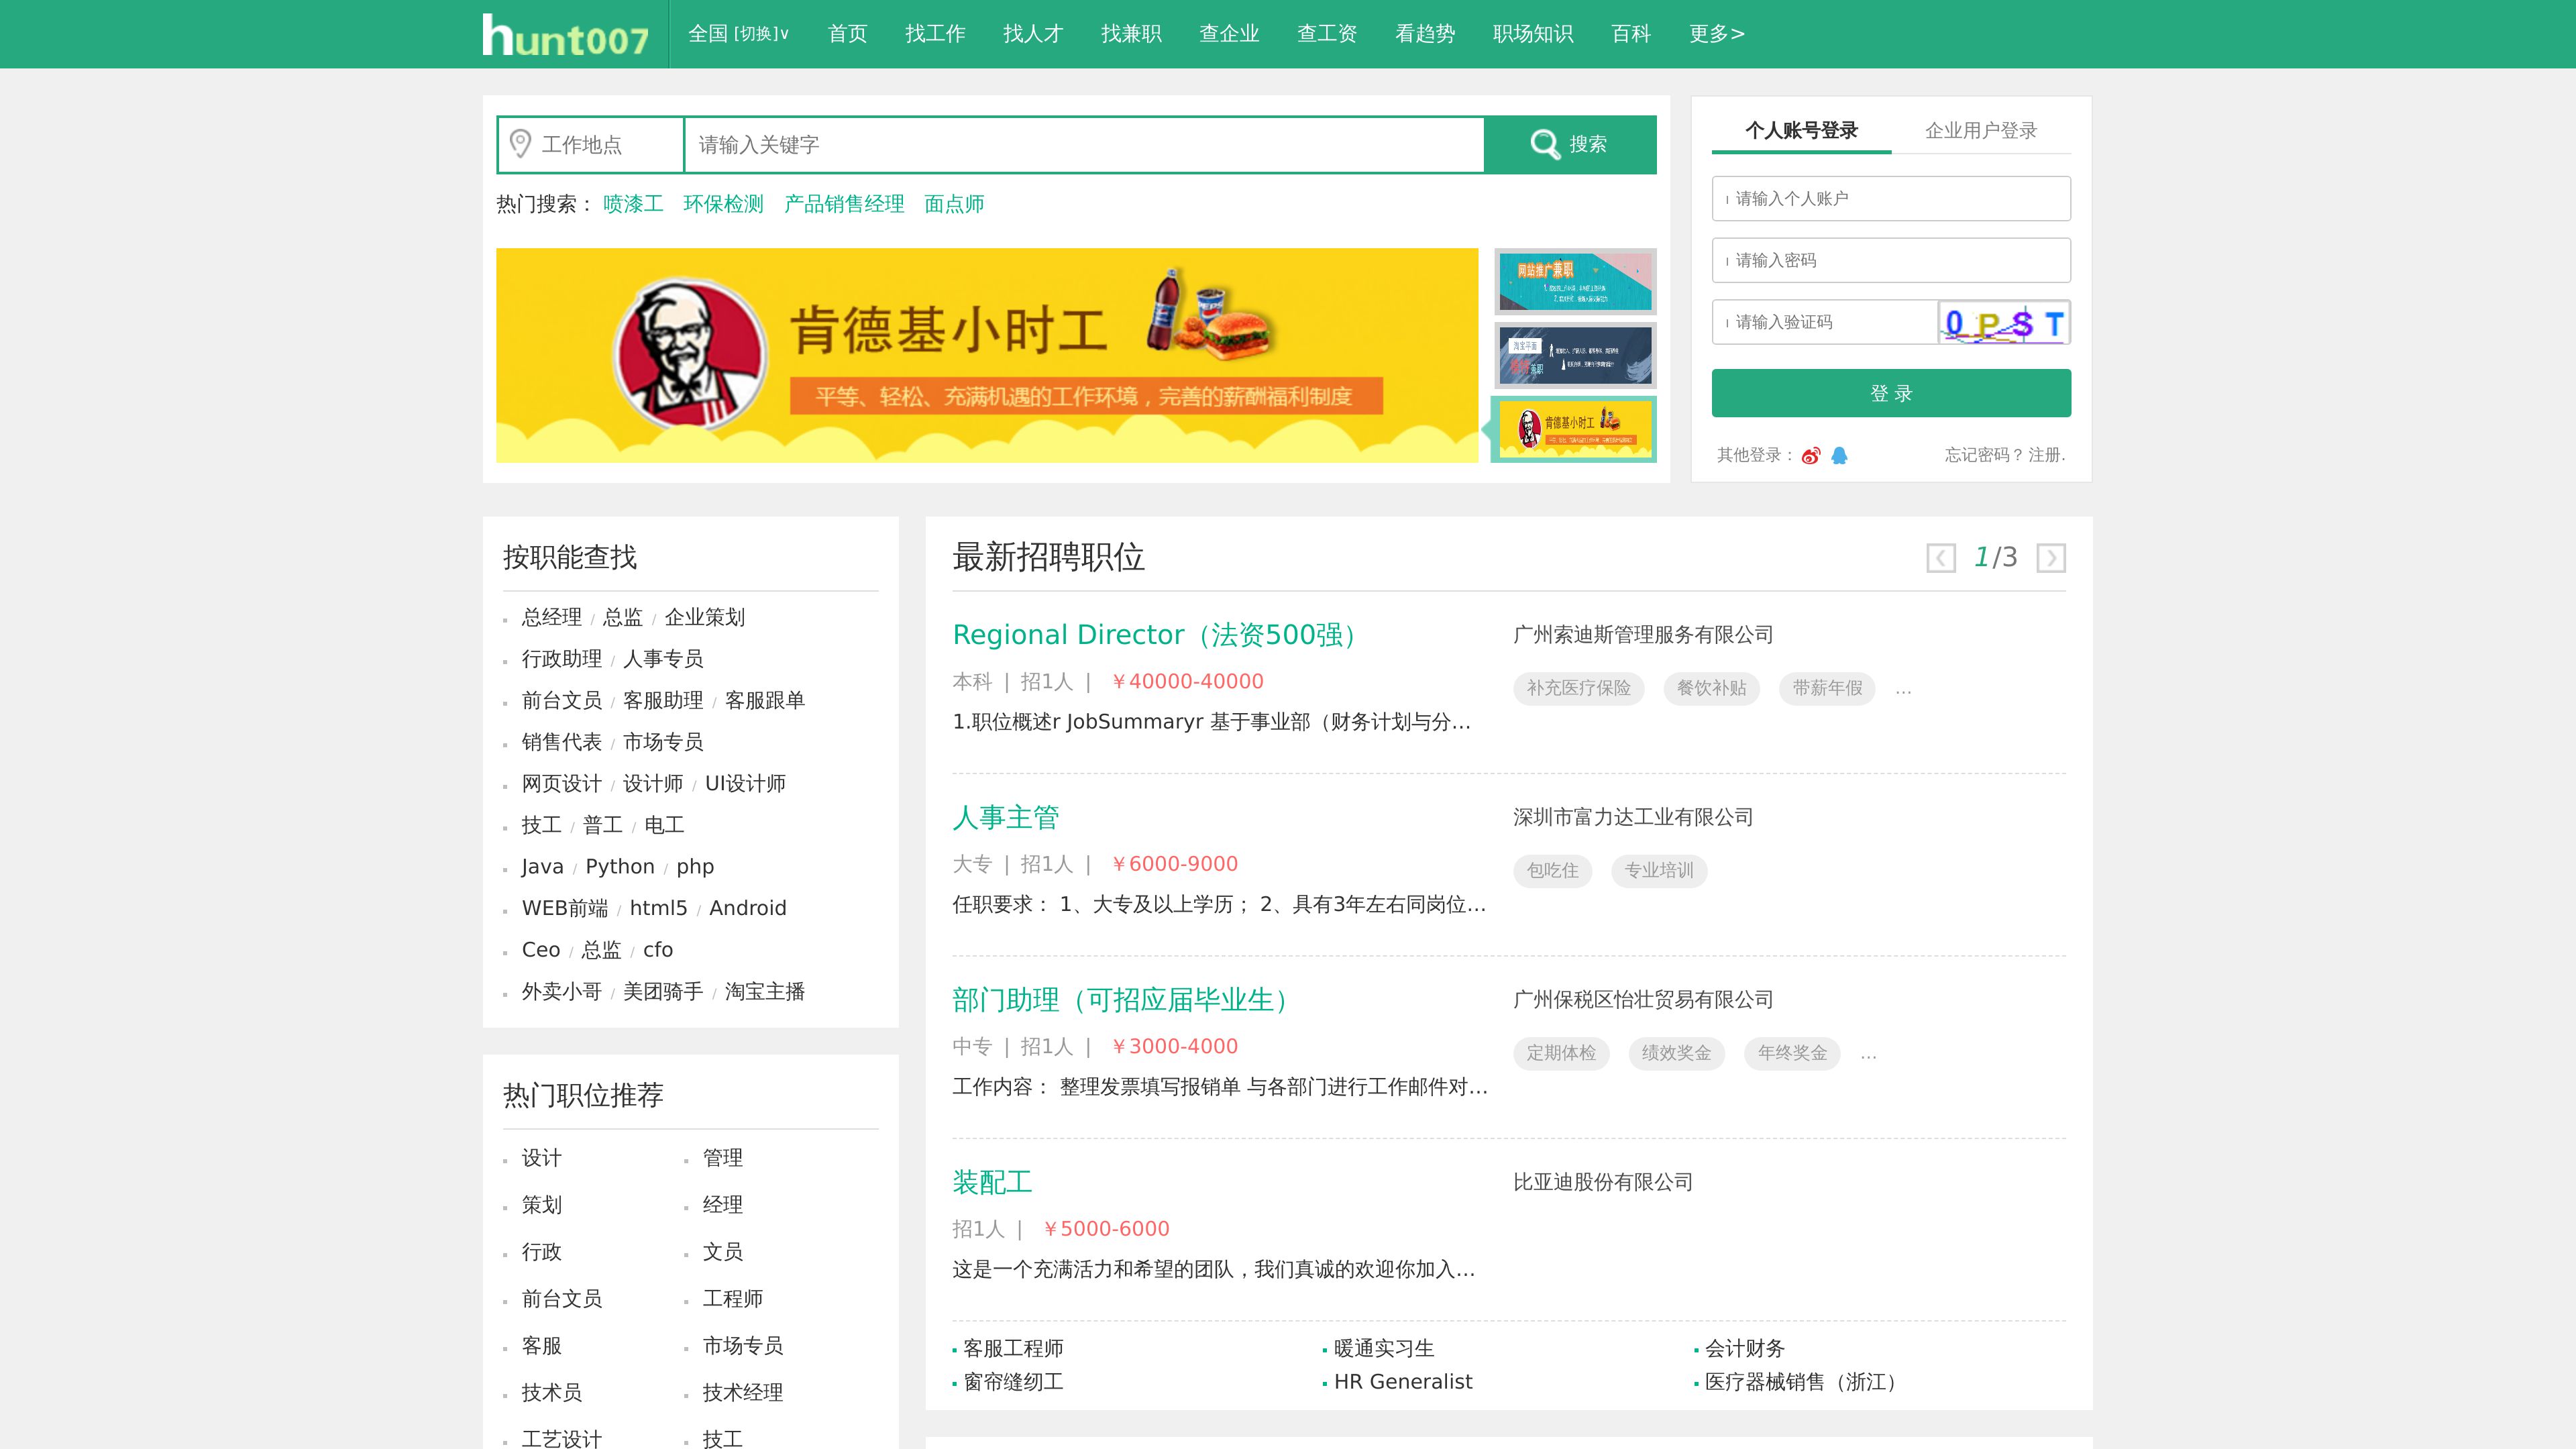 hunt007
全国 [切换]∨ 首页 找工作 找人才 找兼职 查企业 查工资 看趋势 职场知识 百科 更多>
工作地点 请输入关键字 搜索
热门搜索： 喷漆工 环保检测 产品销售经理 面点师
肯德基小时工
平等、轻松、充满机遇的工作环境，完善的薪酬福利制度
网站推广兼职
淘宝平面
兼职
肯德基小时工
个人账号登录 企业用户登录
请输入个人账户
请输入密码
请输入验证码 0 P S T
登 录
其他登录： 忘记密码？ 注册.
按职能查找
总经理 / 总监 / 企业策划
行政助理 / 人事专员
前台文员 / 客服助理 / 客服跟单
销售代表 / 市场专员
网页设计 / 设计师 / UI设计师
技工 / 普工 / 电工
Java / Python / php
WEB前端 / html5 / Android
Ceo / 总监 / cfo
外卖小哥 / 美团骑手 / 淘宝主播
热门职位推荐
设计 管理
策划 经理
行政 文员
前台文员 工程师
客服 市场专员
技术员 技术经理
工艺设计 技工
最新招聘职位 1/3
Regional Director（法资500强） 广州索迪斯管理服务有限公司
本科 | 招1人 | ￥40000-40000 补充医疗保险 餐饮补贴 带薪年假 ...
1.职位概述r JobSummaryr 基于事业部（财务计划与分...
人事主管 深圳市富力达工业有限公司
大专 | 招1人 | ￥6000-9000 包吃住 专业培训
任职要求： 1、大专及以上学历； 2、具有3年左右同岗位...
部门助理（可招应届毕业生） 广州保税区怡壮贸易有限公司
中专 | 招1人 | ￥3000-4000 定期体检 绩效奖金 年终奖金 ...
工作内容： 整理发票填写报销单 与各部门进行工作邮件对...
装配工 比亚迪股份有限公司
招1人 | ￥5000-6000
这是一个充满活力和希望的团队，我们真诚的欢迎你加入...
客服工程师 暖通实习生 会计财务
窗帘缝纫工 HR Generalist 医疗器械销售（浙江）